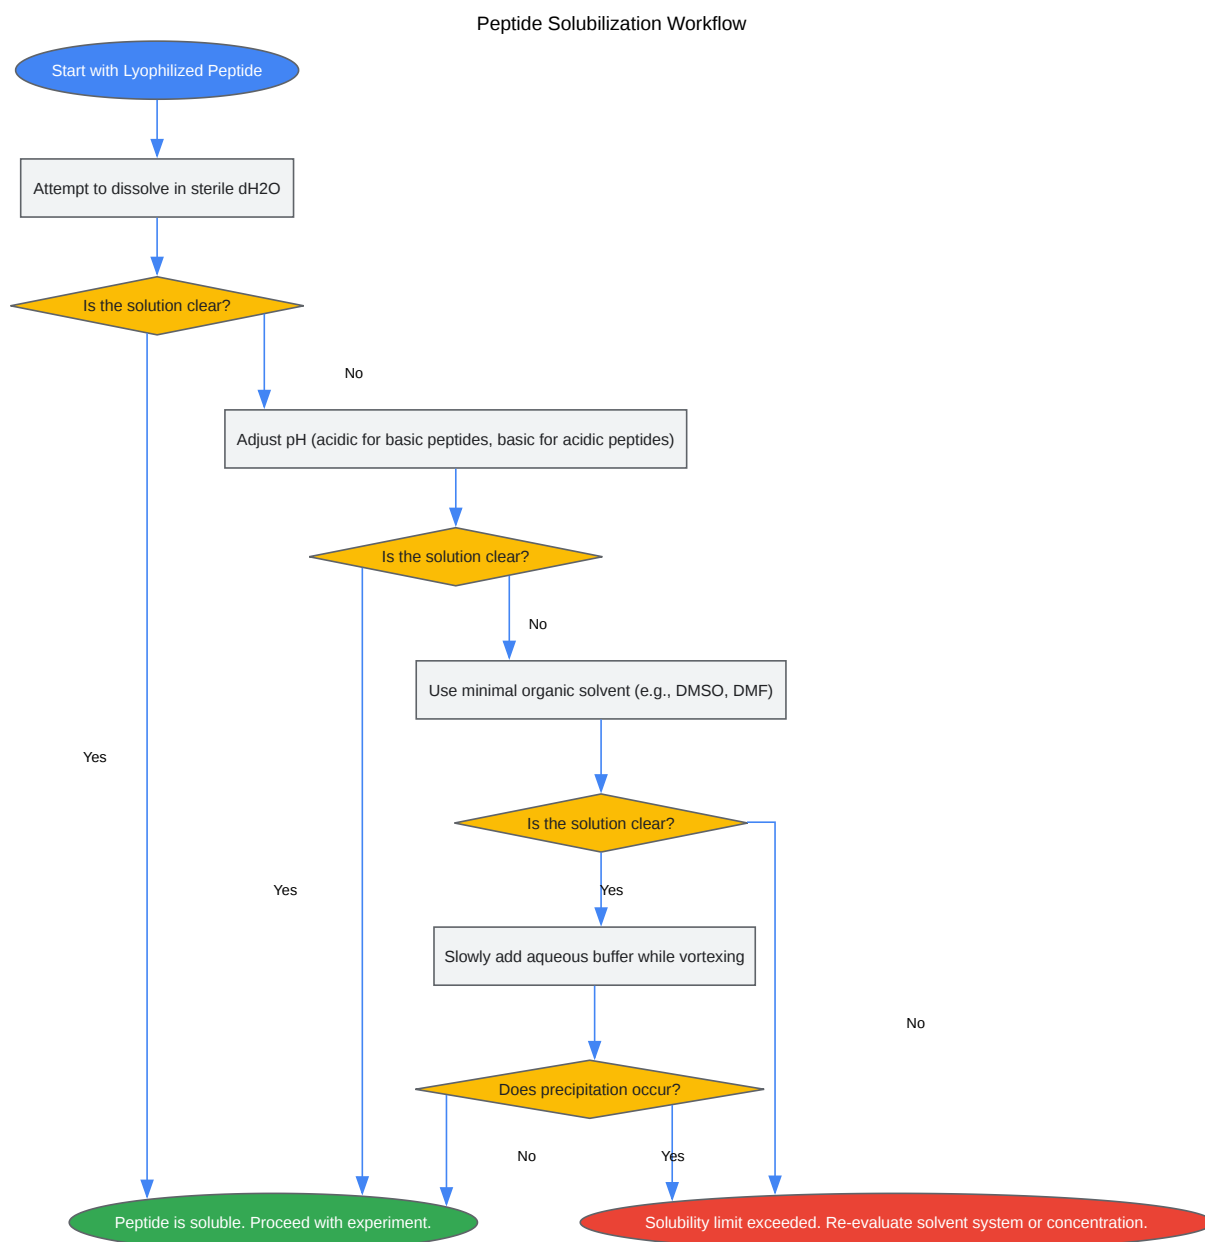 Peptide Solubilization Workflow
Start with Lyophilized Peptide
Attempt to dissolve in sterile dH2O
Is the solution clear?
No
Adjust pH (acidic for basic peptides, basic for acidic peptides)
Is the solution clear?
No
Use minimal organic solvent (e.g., DMSO, DMF)
Yes
Is the solution clear?
Yes
Yes
Slowly add aqueous buffer while vortexing
No
Does precipitation occur?
No
Yes
Peptide is soluble. Proceed with experiment.
Solubility limit exceeded. Re-evaluate solvent system or concentration.